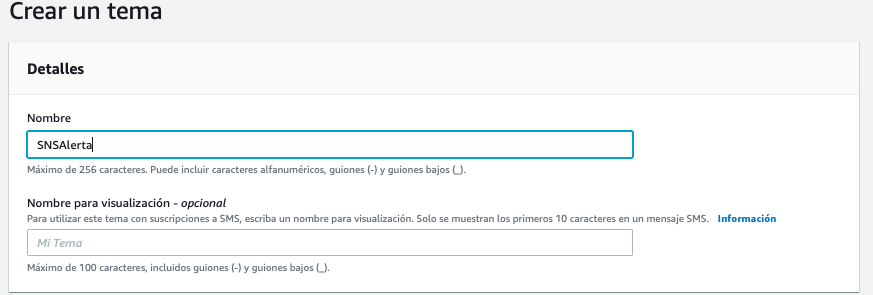 Crear un tema
Detalles
Nombre
SNSAlerta
Máximo de 256 caracteres. Puede incluir caracteres alfanuméricos, guiones (-) y guiones bajos (_).
Nombre para visualización - opcional
Para utilizar este tema con suscripciones a SMS, escriba un nombre para visualización. Solo se muestran los primeros 10 caracteres en un mensaje SMS. Información
Mi Tema
Máximo de 100 caracteres, incluidos guiones (-) y guiones bajos (_).